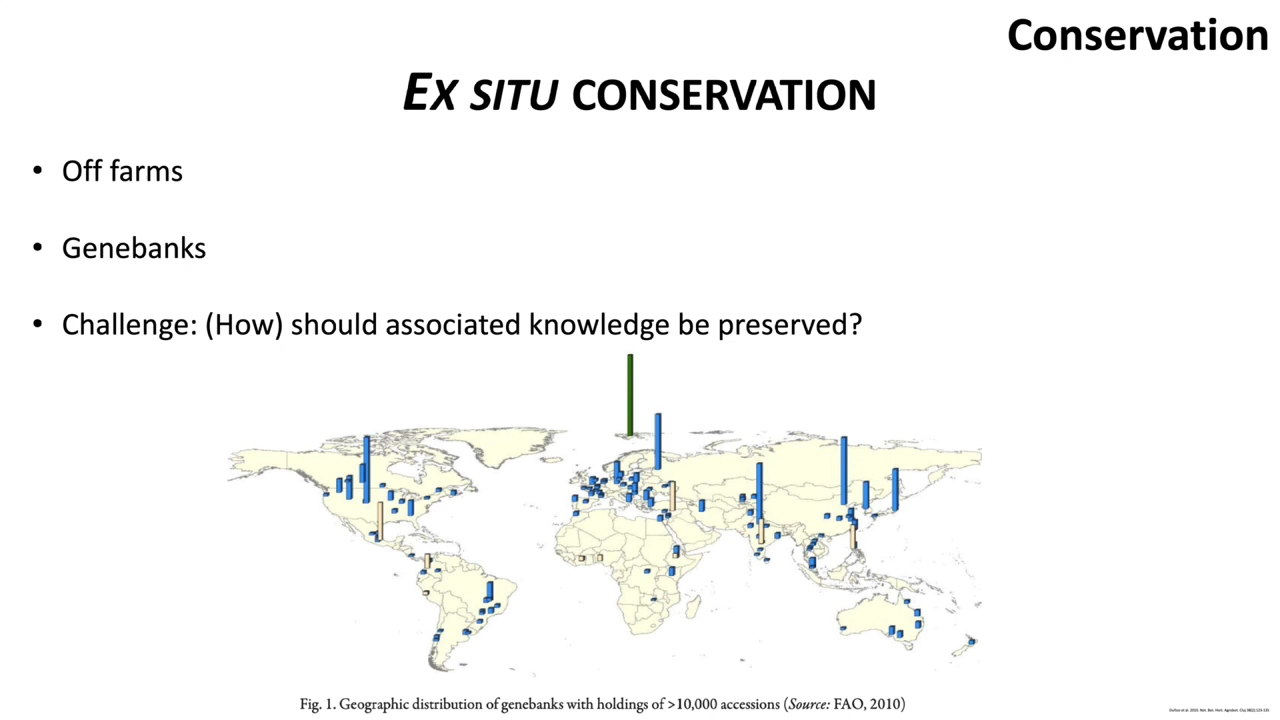 Conservation
EX SITU CONSERVATION
• Off farms
• Genebanks
• Challenge: (How) should associated knowledge be preserved?
Fig. 1. Geographic distribution of genebanks with holdings of >10,000 accessions (Source: FAO, 2010)